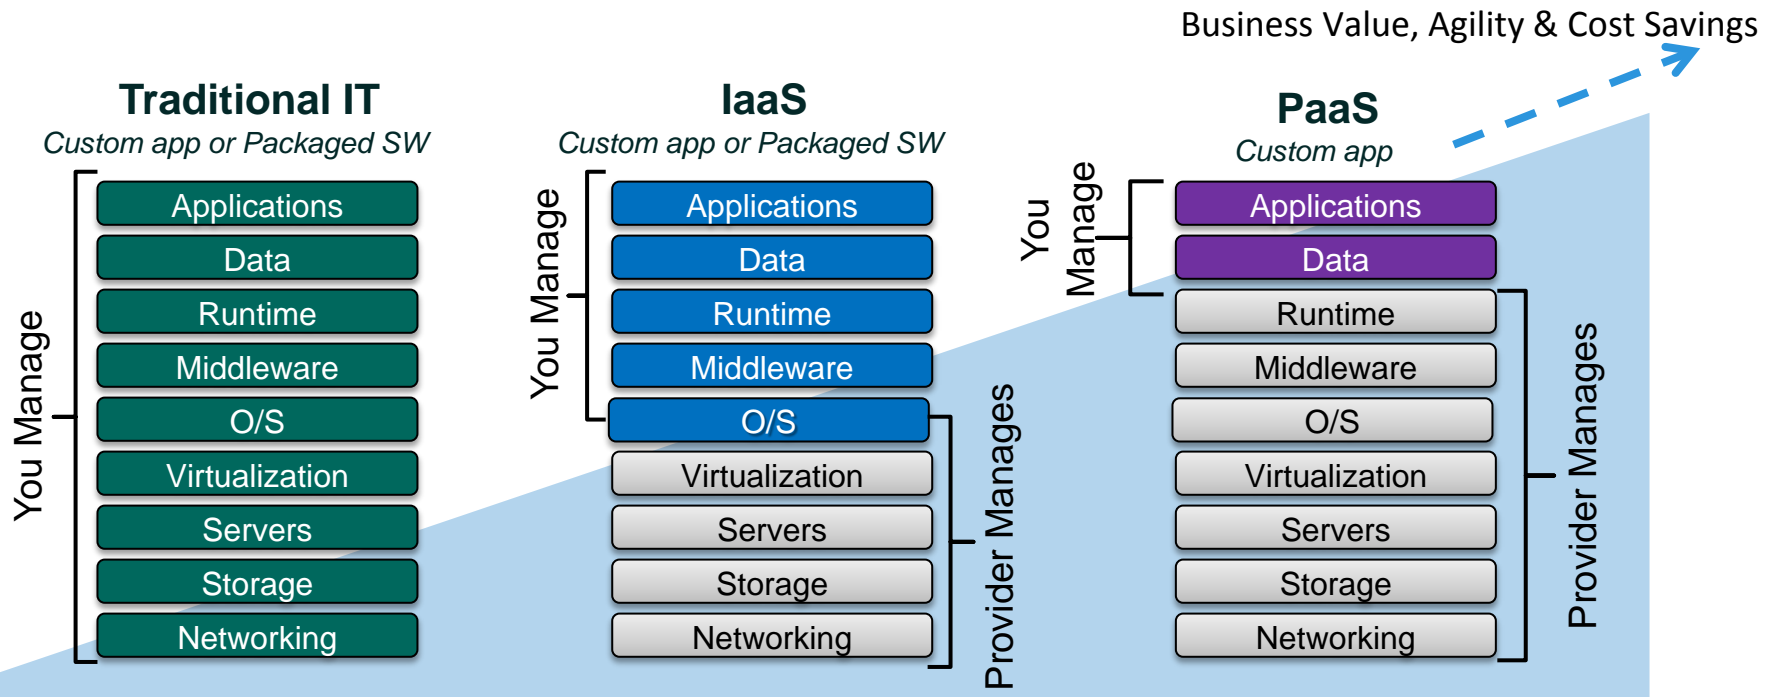 Business Value, Agility & Cost Savings
Traditional IT
Custom app or Packaged SW
You Manage
Applications
Data
Runtime
Middleware
O/S
Virtualization
Servers
Storage
Networking
IaaS
Custom app or Packaged SW
You Manage
Applications
Data
Runtime
Middleware
O/S
Virtualization
Servers
Storage
Networking
Provider Manages
PaaS
Custom app
You
Manage
Applications
Data
Runtime
Middleware
O/S
Virtualization
Servers
Storage
Networking
Provider Manages